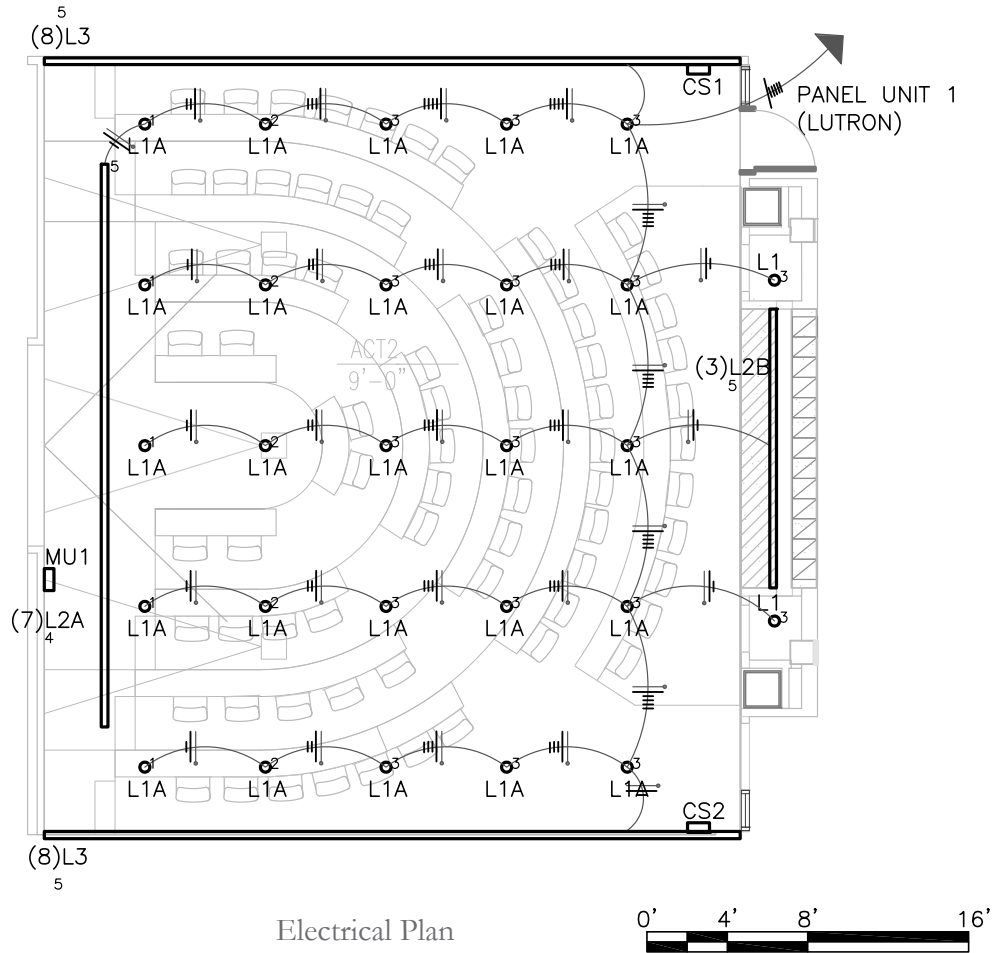 5
(8)L3
CS1
PANEL UNIT 1
(LUTRON)
1 2 3 3 3
L1A L1A L1A L1A L1A
5
L1
3
1 2 3 3 3
L1A L1A L1A L1A L1A
ACT2
9'-0"
(3)L2B
5
1 2 3 3 3
L1A L1A L1A L1A L1A
MU1
(7)L2A
4
L1
3
1 2 3 3 3
L1A L1A L1A L1A L1A
1 2 3 3 3
L1A L1A L1A L1A L1A
CS2
(8)L3
5
Electrical Plan
0' 4' 8' 16'